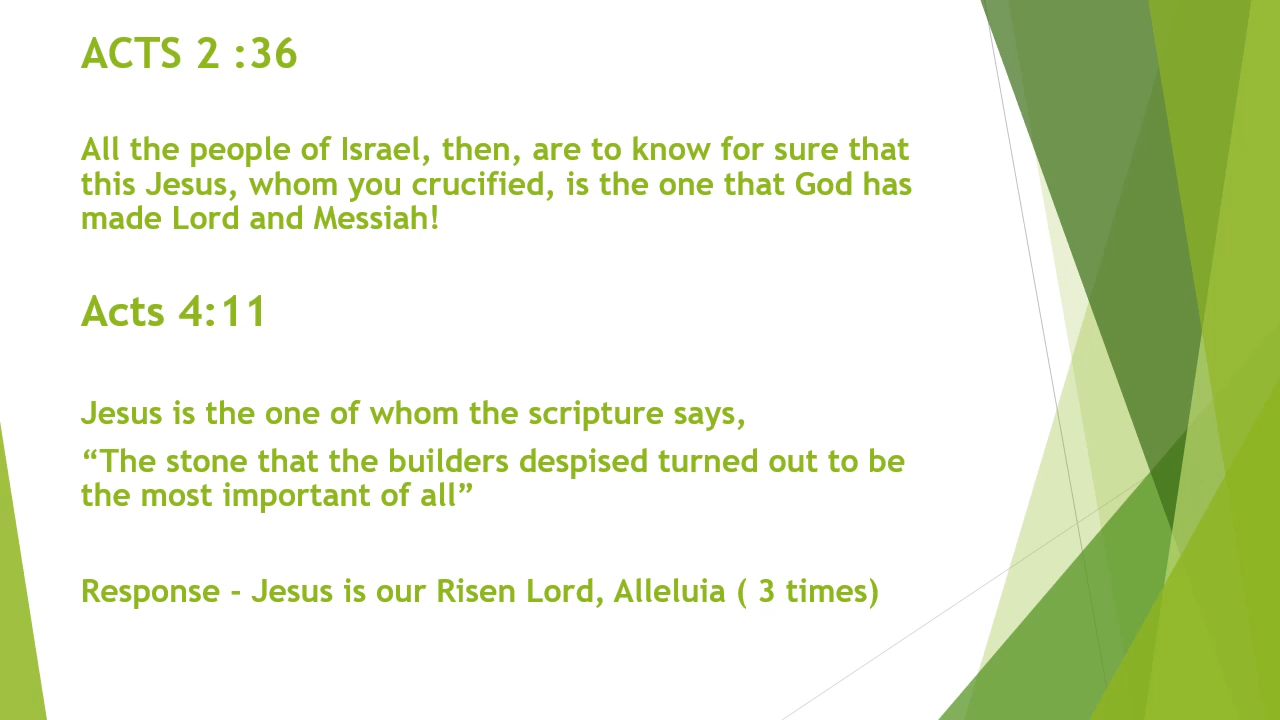 ACTS 2 :36
All the people of Israel, then, are to know for sure that
this Jesus, whom you crucified, is the one that God has
made Lord and Messiah!
Acts 4:11
Jesus is the one of whom the scripture says,
“The stone that the builders despised turned out to be
the most important of all”
Response - Jesus is our Risen Lord, Alleluia ( 3 times)